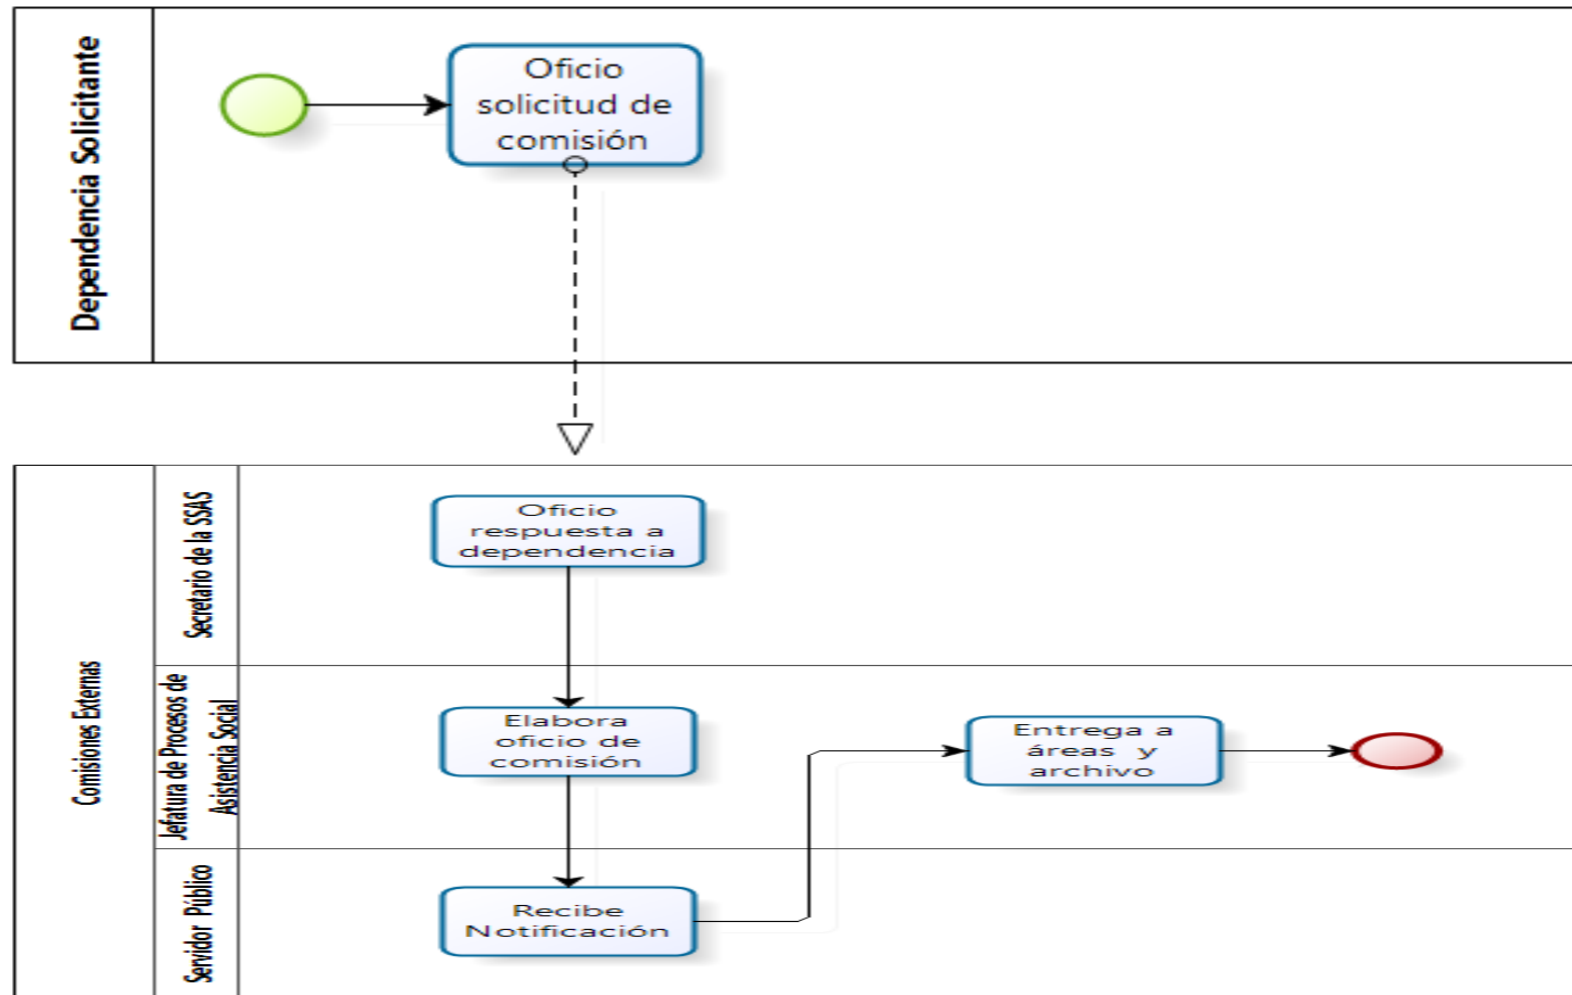 Dependencia Solicitante
Oficio
solicitud de
comisión
Comisiones Externas
Secretario de la SSAS
Oficio
respuesta a
dependencia
Jefatura de Procesos de
Asistencia Social
Elabora
oficio de
comisión
Entrega a
áreas y
archivo
Servidor Público
Recibe
Notificación